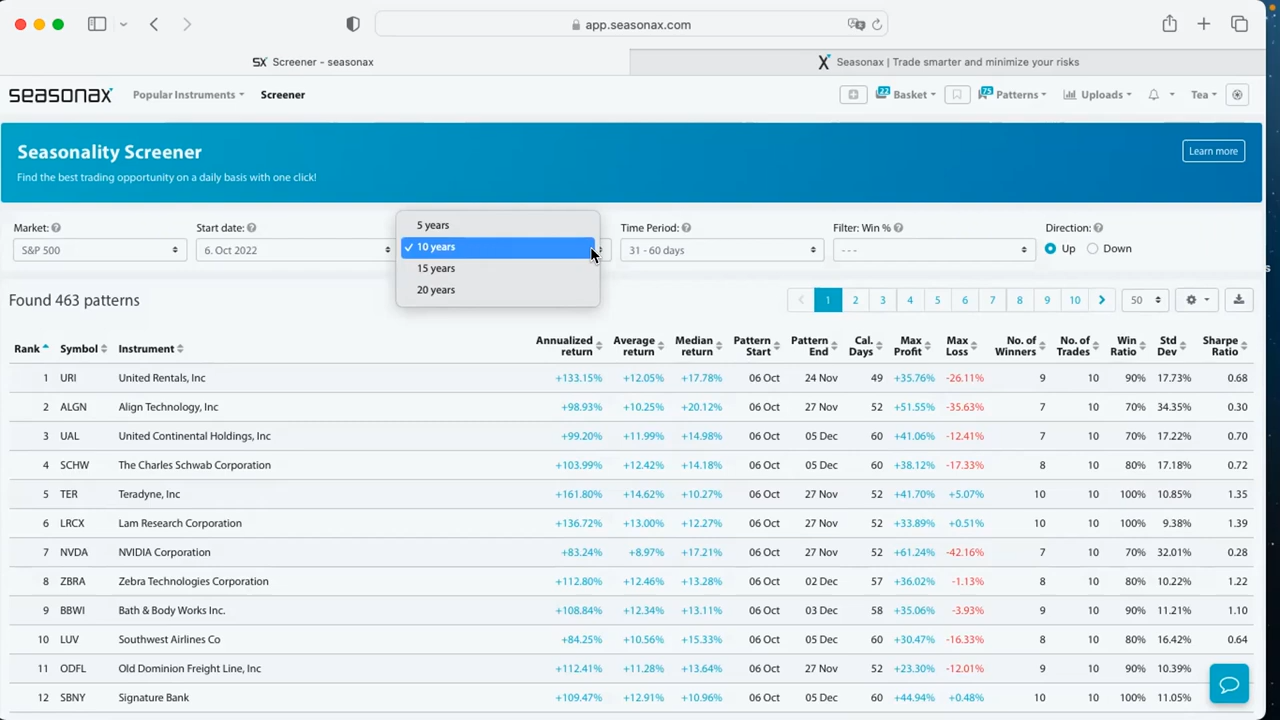 app.seasonax.com
SX Screener – seasonax
Seasonax | Trade smarter and minimize your risks
seasonax Popular Instruments Screener 22 Basket 75 Patterns Uploads Tea
Seasonality Screener
Learn more
Find the best trading opportunity on a daily basis with one click!
Market: Start date: Time Period: Filter: Win % Direction:
S&P 500 6. Oct 2022 31 - 60 days - - - Up Down
5 years
10 years
15 years
20 years
Found 463 patterns
1 2 3 4 5 6 7 8 9 10 50
Rank Symbol Instrument Annualized return Average return Median return Pattern Start Pattern End Cal. Days Max Profit Max Loss No. of Winners No. of Trades Win Ratio Std Dev Sharpe Ratio
1 URI United Rentals, Inc +133.15% +12.05% +17.78% 06 Oct 24 Nov 49 +35.76% -26.11% 9 10 90% 17.73% 0.68
2 ALGN Align Technology, Inc +98.93% +10.25% +20.12% 06 Oct 27 Nov 52 +51.55% -35.63% 7 10 70% 34.35% 0.30
3 UAL United Continental Holdings, Inc +99.20% +11.99% +14.98% 06 Oct 05 Dec 60 +41.06% -12.41% 7 10 70% 17.22% 0.70
4 SCHW The Charles Schwab Corporation +103.99% +12.42% +14.18% 06 Oct 05 Dec 60 +38.12% -17.33% 8 10 80% 17.18% 0.72
5 TER Teradyne, Inc +161.80% +14.62% +10.27% 06 Oct 27 Nov 52 +41.70% +5.07% 10 10 100% 10.85% 1.35
6 LRCX Lam Research Corporation +136.72% +13.00% +12.27% 06 Oct 27 Nov 52 +33.89% +0.51% 10 10 100% 9.38% 1.39
7 NVDA NVIDIA Corporation +83.24% +8.97% +17.21% 06 Oct 27 Nov 52 +61.24% -42.16% 7 10 70% 32.01% 0.28
8 ZBRA Zebra Technologies Corporation +112.80% +12.46% +13.28% 06 Oct 02 Dec 57 +36.02% -1.13% 8 10 80% 10.22% 1.22
9 BBWI Bath & Body Works Inc. +108.84% +12.34% +13.11% 06 Oct 03 Dec 58 +35.06% -3.93% 9 10 90% 11.21% 1.10
10 LUV Southwest Airlines Co +84.25% +10.56% +15.33% 06 Oct 05 Dec 60 +30.47% -16.33% 8 10 80% 16.42% 0.64
11 ODFL Old Dominion Freight Line, Inc +112.41% +11.28% +13.64% 06 Oct 27 Nov 52 +23.30% -12.01% 9 10 90% 10.39%
12 SBNY Signature Bank +109.47% +12.91% +10.96% 06 Oct 05 Dec 60 +44.94% +0.48% 10 10 100% 11.05%